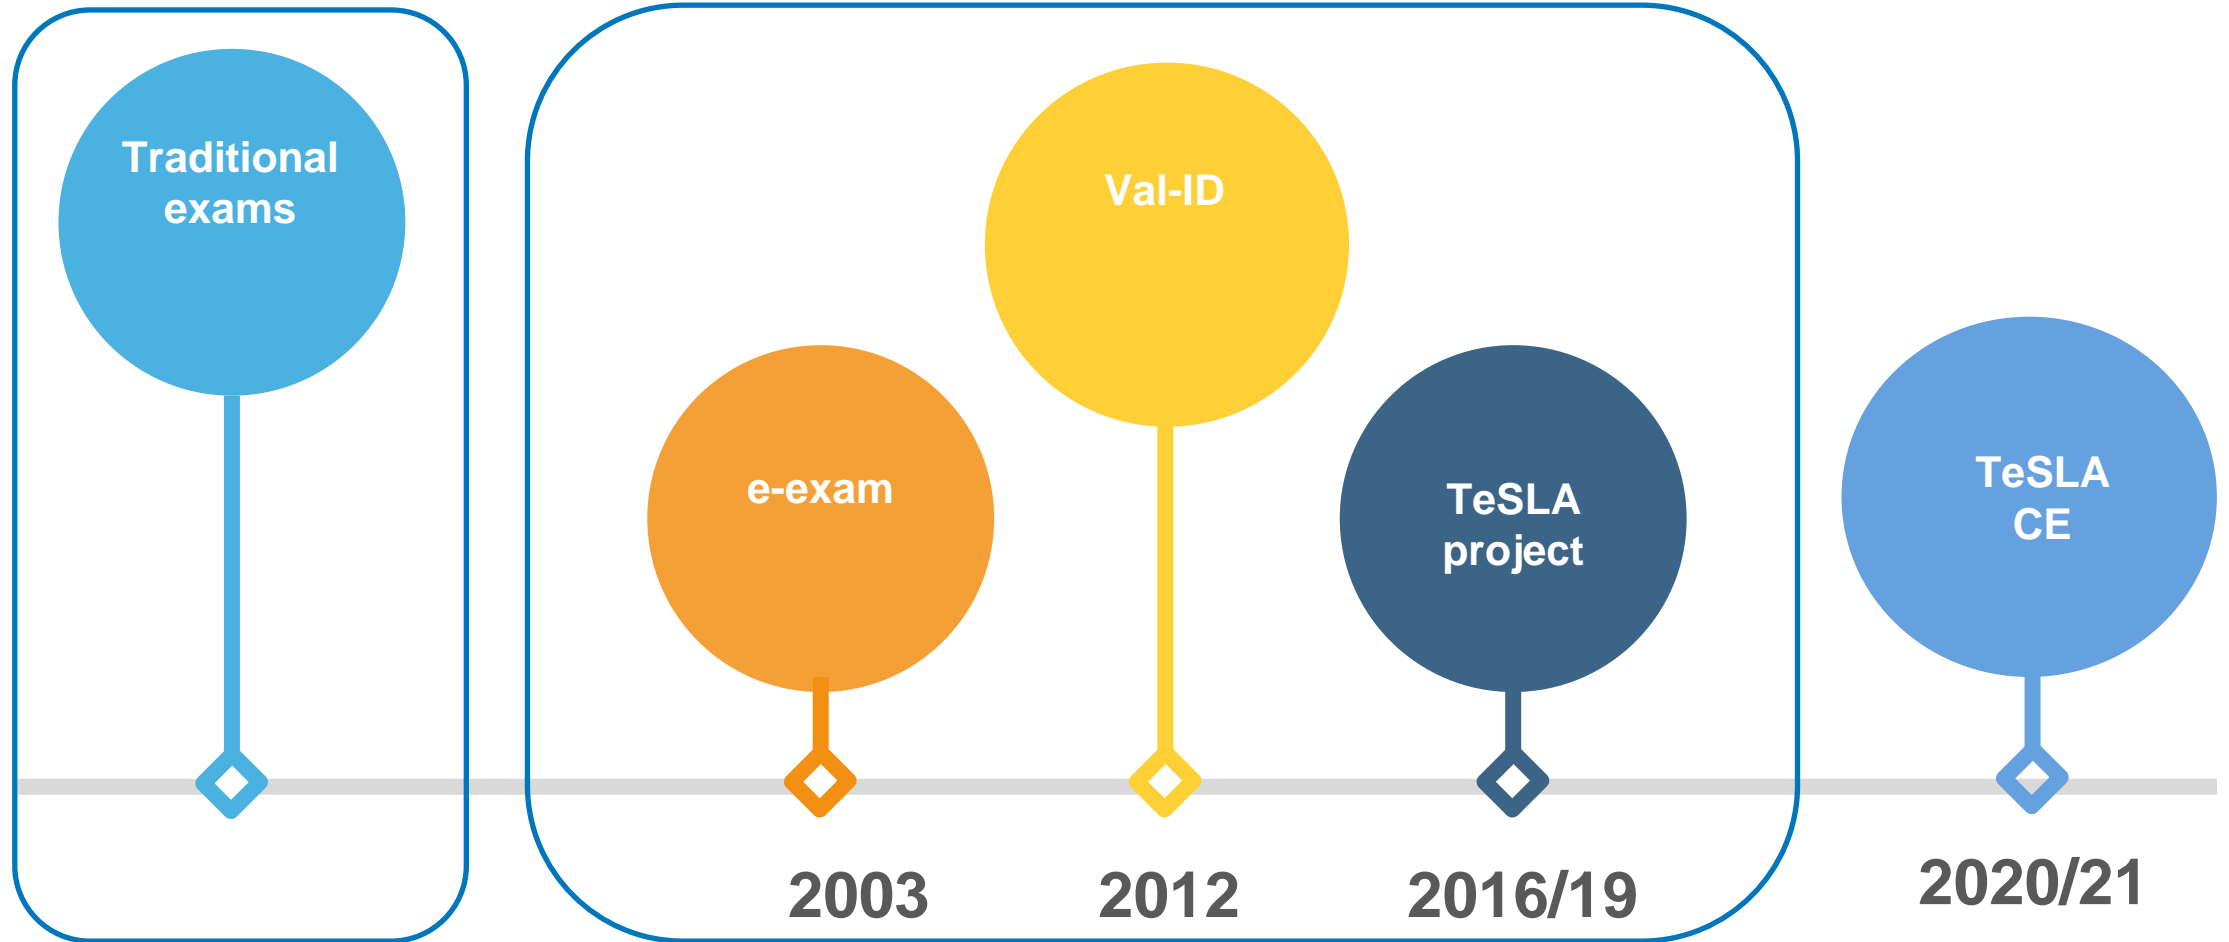 Traditional
exams
e-exam
Val-ID
TeSLA
project
TeSLA
CE
2003
2012
2016/19
2020/21